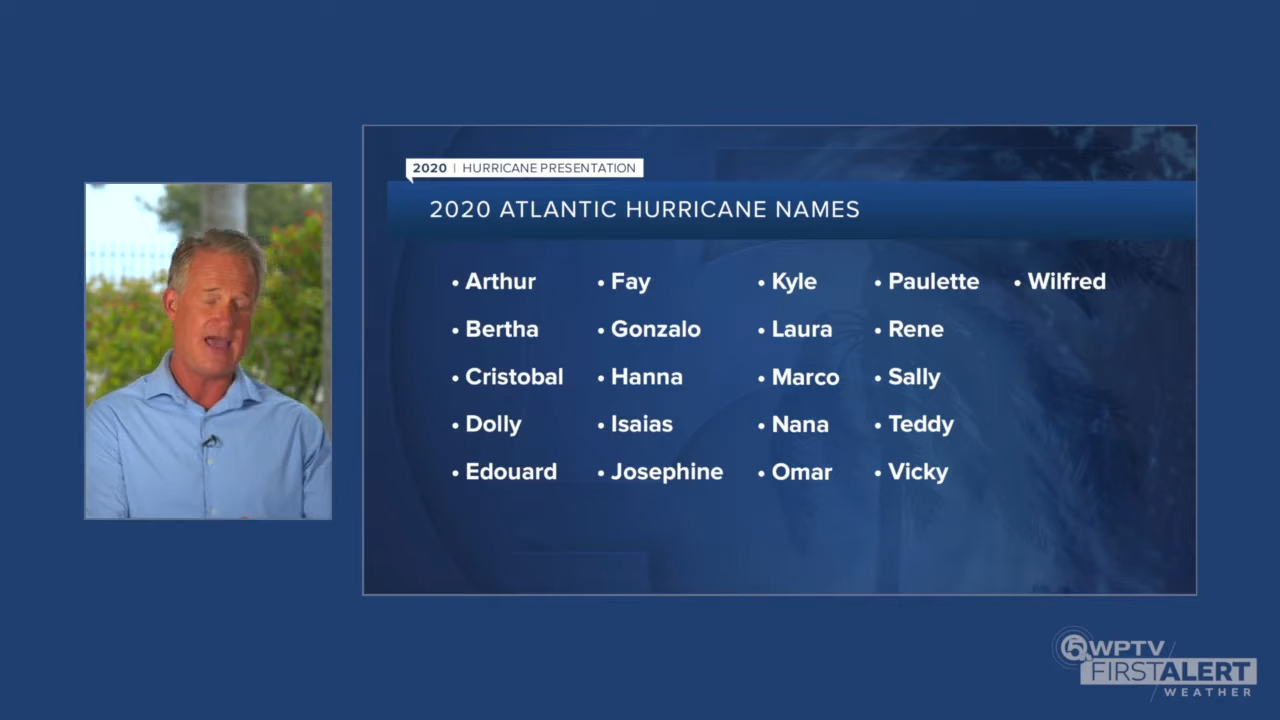 2020 | HURRICANE PRESENTATION
2020 ATLANTIC HURRICANE NAMES
• Arthur
• Bertha
• Cristobal
• Dolly
• Edouard
• Fay
• Gonzalo
• Hanna
• Isaias
• Josephine
• Kyle
• Laura
• Marco
• Nana
• Omar
• Paulette
• Rene
• Sally
• Teddy
• Vicky
• Wilfred
5 WPTV
FIRST ALERT
WEATHER